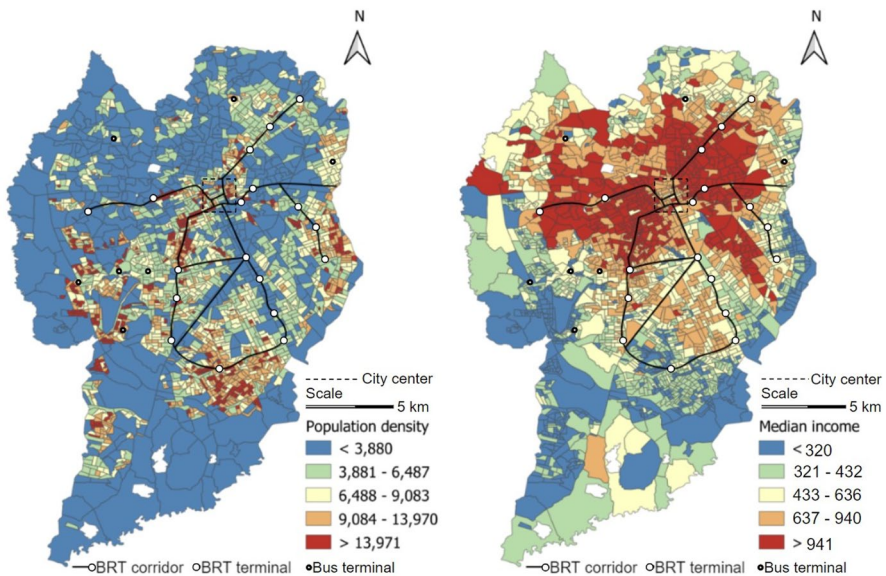 N
City center
Scale
5 km
Population density
< 3,880
3,881 - 6,487
6,488 - 9,083
9,084 - 13,970
> 13,971
BRT corridor BRT terminal Bus terminal
N
City center
Scale
5 km
Median income
< 320
321 - 432
433 - 636
637 - 940
> 941
BRT corridor BRT terminal Bus terminal